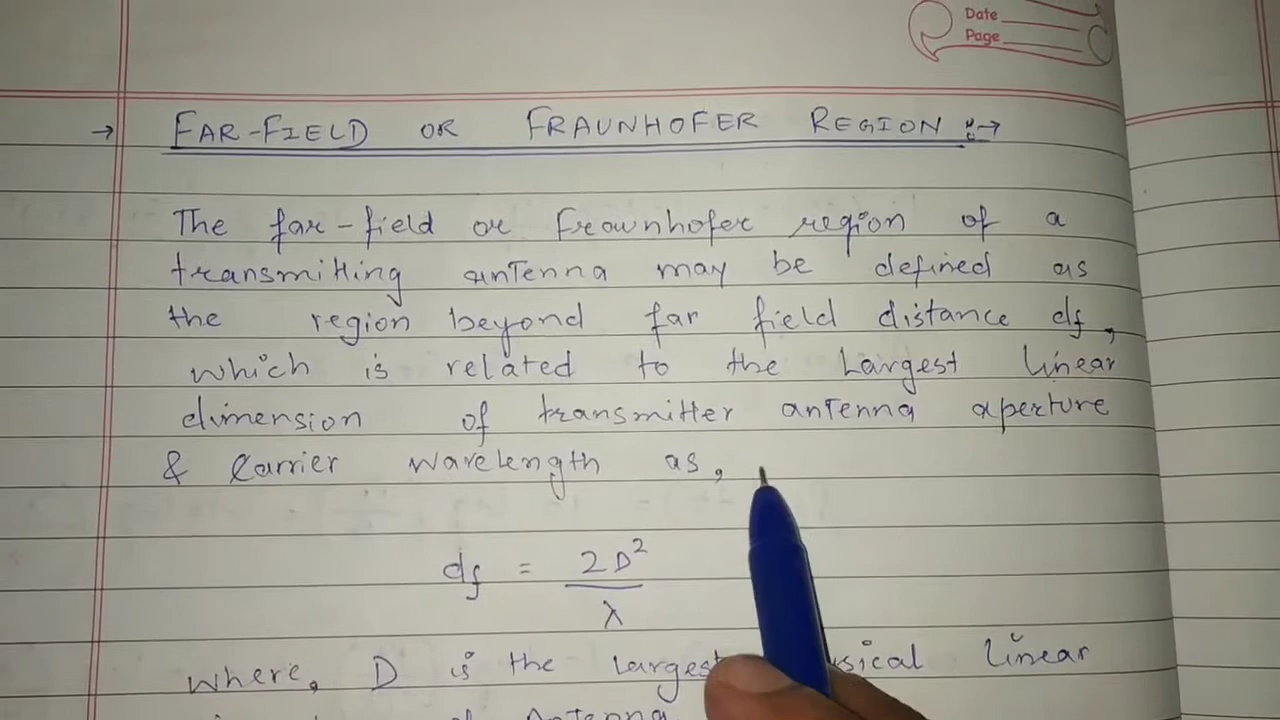 Date
Page
→ FAR-FIELD OR FRAUNHOFER REGION :→
The far-field or Fraunhofer region of a
transmitting antenna may be defined as
the region beyond far field distance df,
which is related to the Largest linear
dimension of transmitter antenna aperture
& Carrier wavelength as,
df = 2D²
λ
where, D is the largest linear
of Antenna